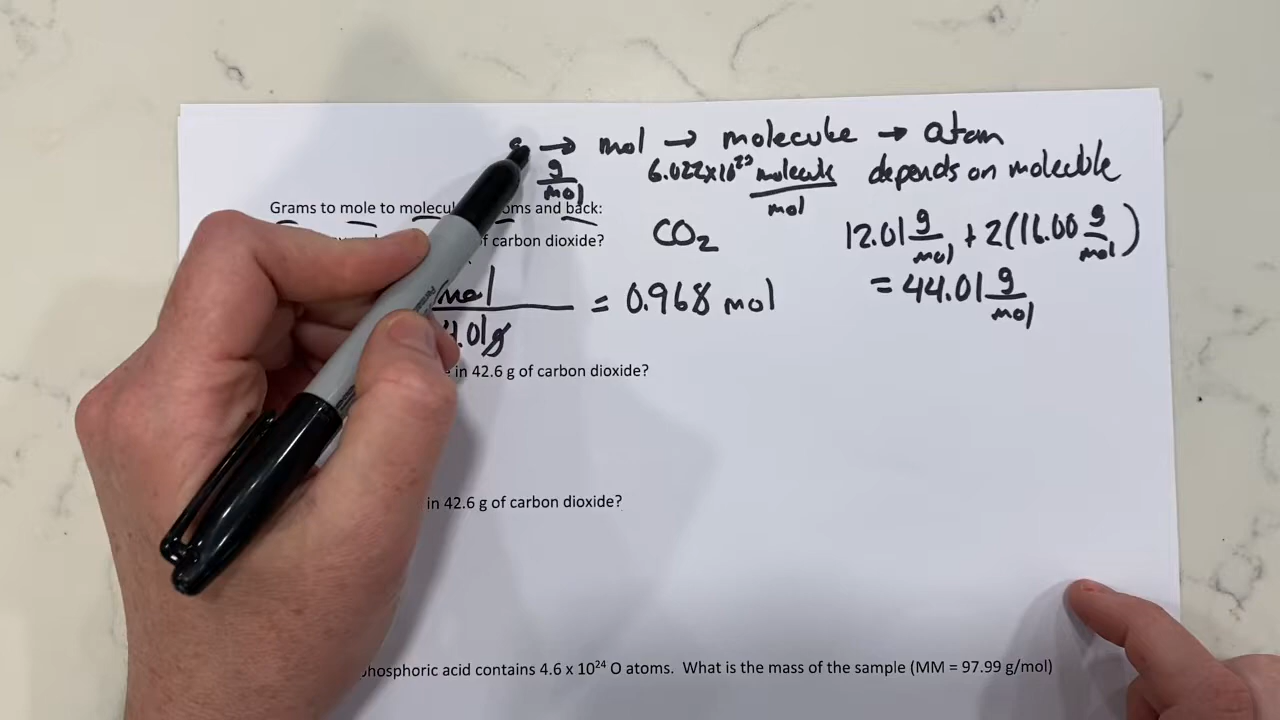 → mol → molecule → atom
g/mol 6.022x10²³ molecule/mol depends on molecule
Grams to mole to molecul oms and back:
of carbon dioxide? CO₂ 12.01 g/mol + 2(16.00 g/mol)
= 44.01 g/mol
mol = 0.968 mol
.01g
in 42.6 g of carbon dioxide?
in 42.6 g of carbon dioxide?
phosphoric acid contains 4.6 x 10²⁴ O atoms. What is the mass of the sample (MM = 97.99 g/mol)